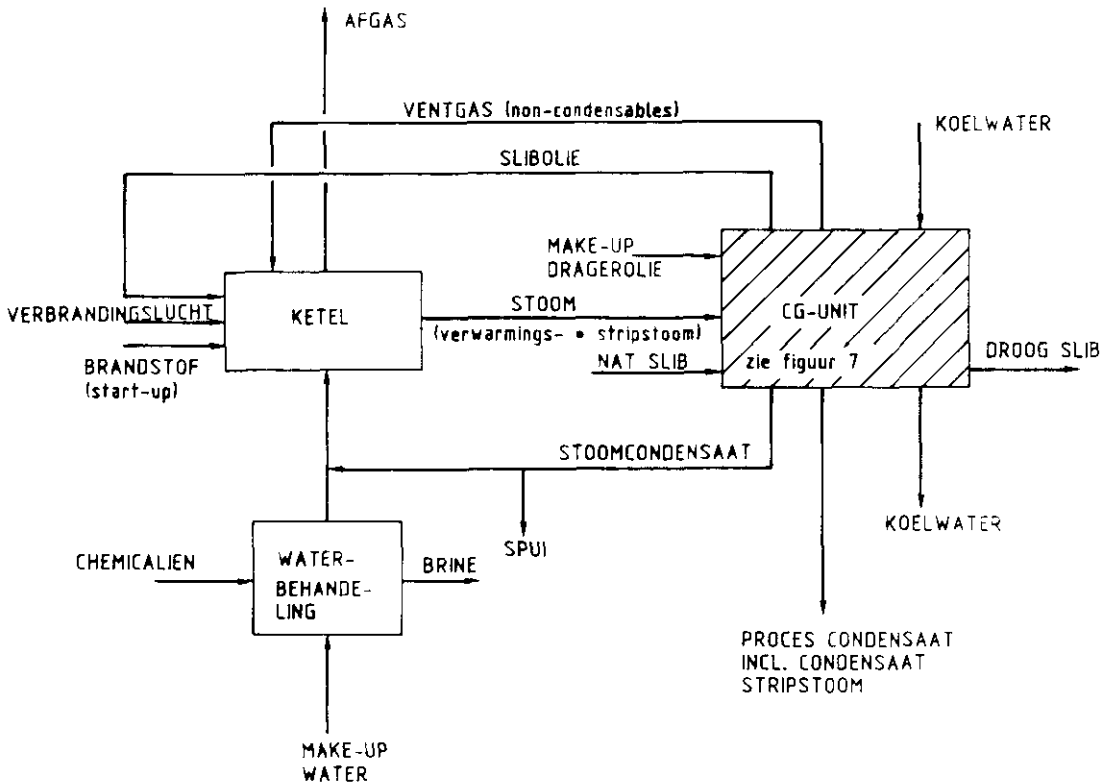 AFGAS
VENTGAS (non-condensables)
KOELWATER
SLIBOLIE
MAKE-UP
DRAGEROLIE
VERBRANDINGSLUCHT
KETEL
STOOM
(verwarmings- • stripstoom)
CG-UNIT
zie figuur 7
BRANDSTOF
(start-up)
NAT SLIB
DROOG SLIB
STOOMCONDENSAAT
KOELWATER
SPUI
CHEMICALIEN
WATER-
BEHANDE-
LING
BRINE
PROCES CONDENSAAT
INCL. CONDENSAAT
STRIPSTOOM
MAKE-UP
WATER